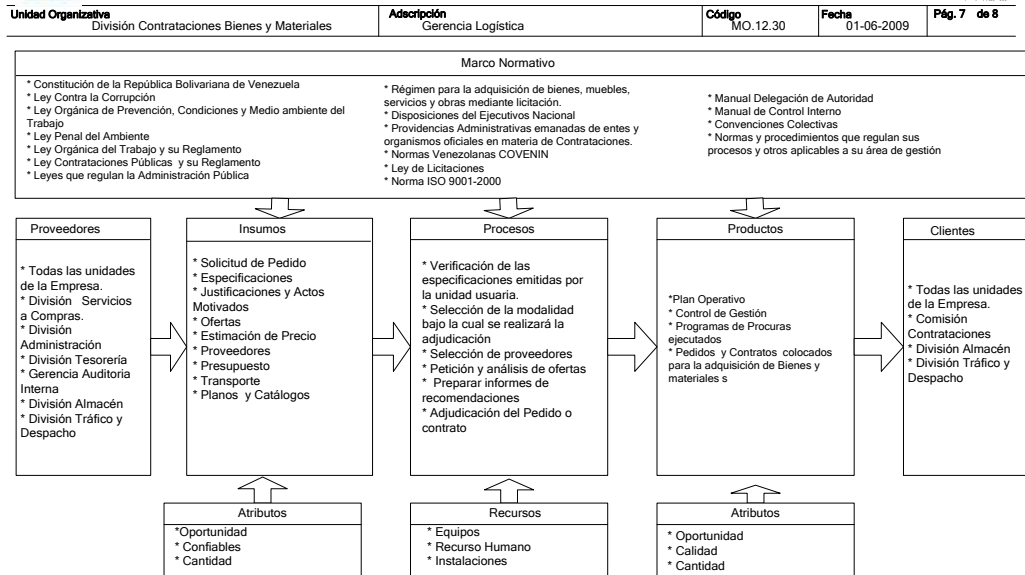 Unidad Organizativa
División Contrataciones Bienes y Materiales
Adscripción
Gerencia Logística
Código
MO.12.30
Fecha
01-06-2009
Pág. 7 de 8
Marco Normativo
* Constitución de la República Bolivariana de Venezuela
* Ley Contra la Corrupción
* Ley Orgánica de Prevención, Condiciones y Medio ambiente del
Trabajo
* Ley Penal del Ambiente
* Ley Orgánica del Trabajo y su Reglamento
* Ley Contrataciones Públicas y su Reglamento
* Leyes que regulan la Administración Pública
* Régimen para la adquisición de bienes, muebles,
servicios y obras mediante licitación.
* Disposiciones del Ejecutivos Nacional
* Providencias Administrativas emanadas de entes y
organismos oficiales en materia de Contrataciones.
* Normas Venezolanas COVENIN
* Ley de Licitaciones
* Norma ISO 9001-2000
* Manual Delegación de Autoridad
* Manual de Control Interno
* Convenciones Colectivas
* Normas y procedimientos que regulan sus
procesos y otros aplicables a su área de gestión
Proveedores
* Todas las unidades
de la Empresa.
* División Servicios
a Compras.
* División
Administración
* División Tesorería
* Gerencia Auditoria
Interna
* División Almacén
* División Tráfico y
Despacho
Insumos
* Solicitud de Pedido
* Especificaciones
* Justificaciones y Actos
Motivados
* Ofertas
* Estimación de Precio
* Proveedores
* Presupuesto
* Transporte
* Planos y Catálogos
Procesos
* Verificación de las
especificaciones emitidas por
la unidad usuaria.
* Selección de la modalidad
bajo la cual se realizará la
adjudicación
* Selección de proveedores
* Petición y análisis de ofertas
* Preparar informes de
recomendaciones
* Adjudicación del Pedido o
contrato
Productos
*Plan Operativo
* Control de Gestión
* Programas de Procuras
ejecutados
* Pedidos y Contratos colocados
para la adquisición de Bienes y
materiales s
Clientes
* Todas las unidades
de la Empresa.
* Comisión
Contrataciones
* División Almacén
* División Tráfico y
Despacho
Atributos
*Oportunidad
* Confiables
* Cantidad
Recursos
* Equipos
* Recurso Humano
* Instalaciones
Atributos
* Oportunidad
* Calidad
* Cantidad